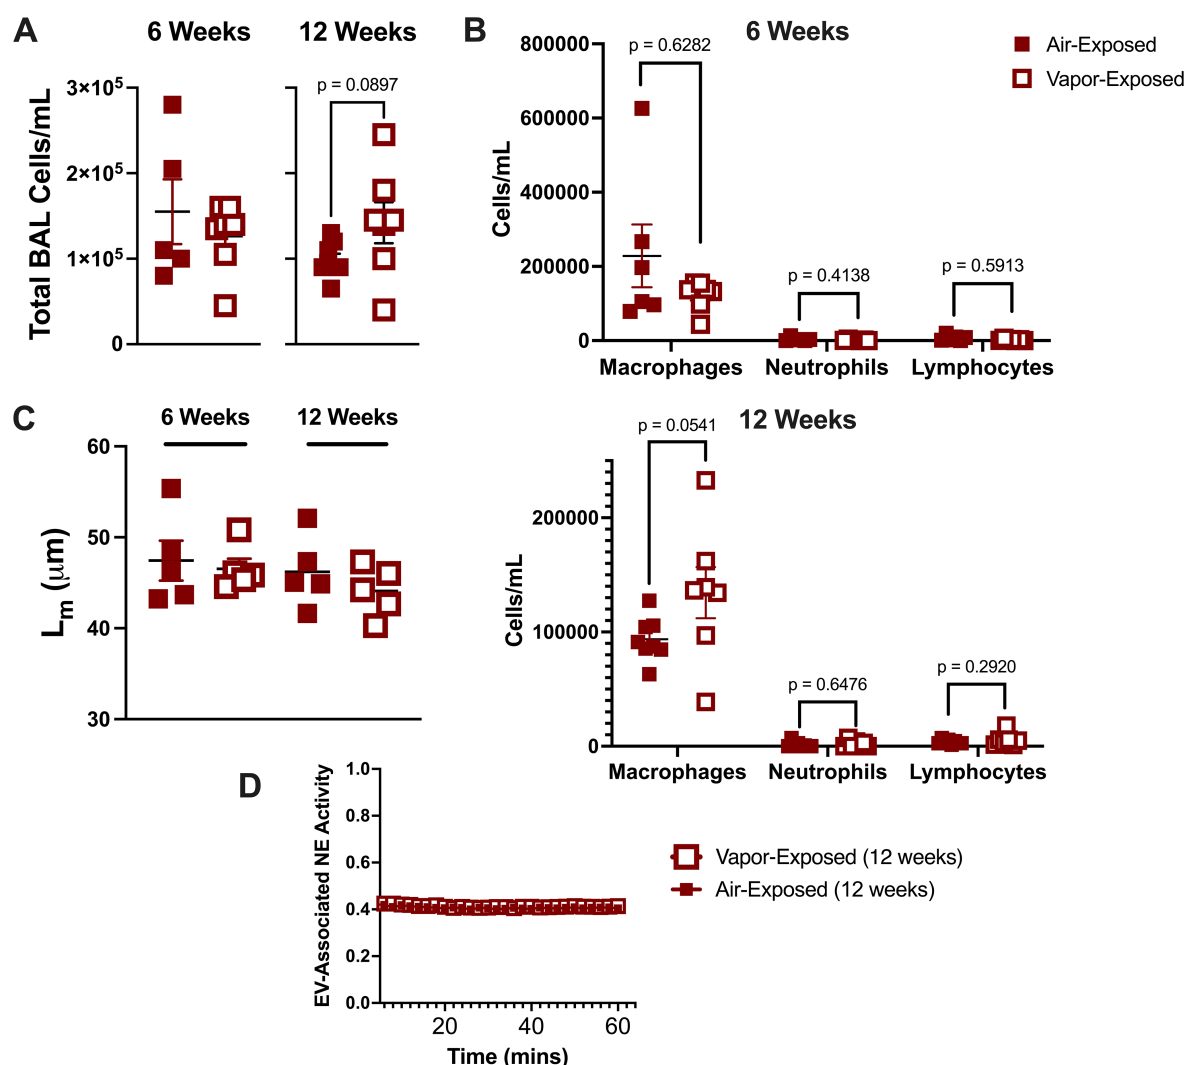 A
6 Weeks
12 Weeks
Total BAL Cells/mL
3×10⁵
2×10⁵
1×10⁵
0
p = 0.0897
B
6 Weeks
Air-Exposed
Vapor-Exposed
Cells/mL
800000
600000
400000
200000
0
p = 0.6282
p = 0.4138
p = 0.5913
Macrophages
Neutrophils
Lymphocytes
C
6 Weeks
12 Weeks
Lm (µm)
60
50
40
30
12 Weeks
Cells/mL
200000
100000
0
p = 0.0541
p = 0.6476
p = 0.2920
Macrophages
Neutrophils
Lymphocytes
D
EV-Associated NE Activity
1.0
0.8
0.6
0.4
0.2
0.0
20
40
60
Time (mins)
Vapor-Exposed (12 weeks)
Air-Exposed (12 weeks)